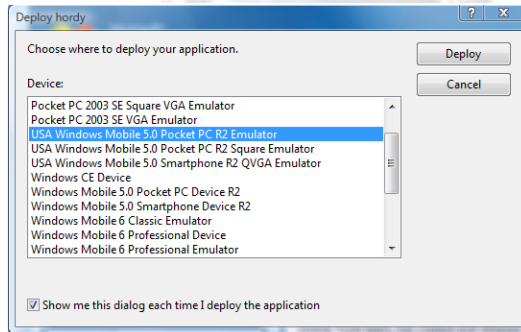 Deploy hordy
Choose where to deploy your application.
Deploy
Device:
Cancel
Pocket PC 2003 SE Square VGA Emulator
Pocket PC 2003 SE VGA Emulator
USA Windows Mobile 5.0 Pocket PC R2 Emulator
USA Windows Mobile 5.0 Pocket PC R2 Square Emulator
USA Windows Mobile 5.0 Smartphone R2 QVGA Emulator
Windows CE Device
Windows Mobile 5.0 Pocket PC Device R2
Windows Mobile 5.0 Smartphone Device R2
Windows Mobile 6 Classic Emulator
Windows Mobile 6 Professional Device
Windows Mobile 6 Professional Emulator
Show me this dialog each time I deploy the application